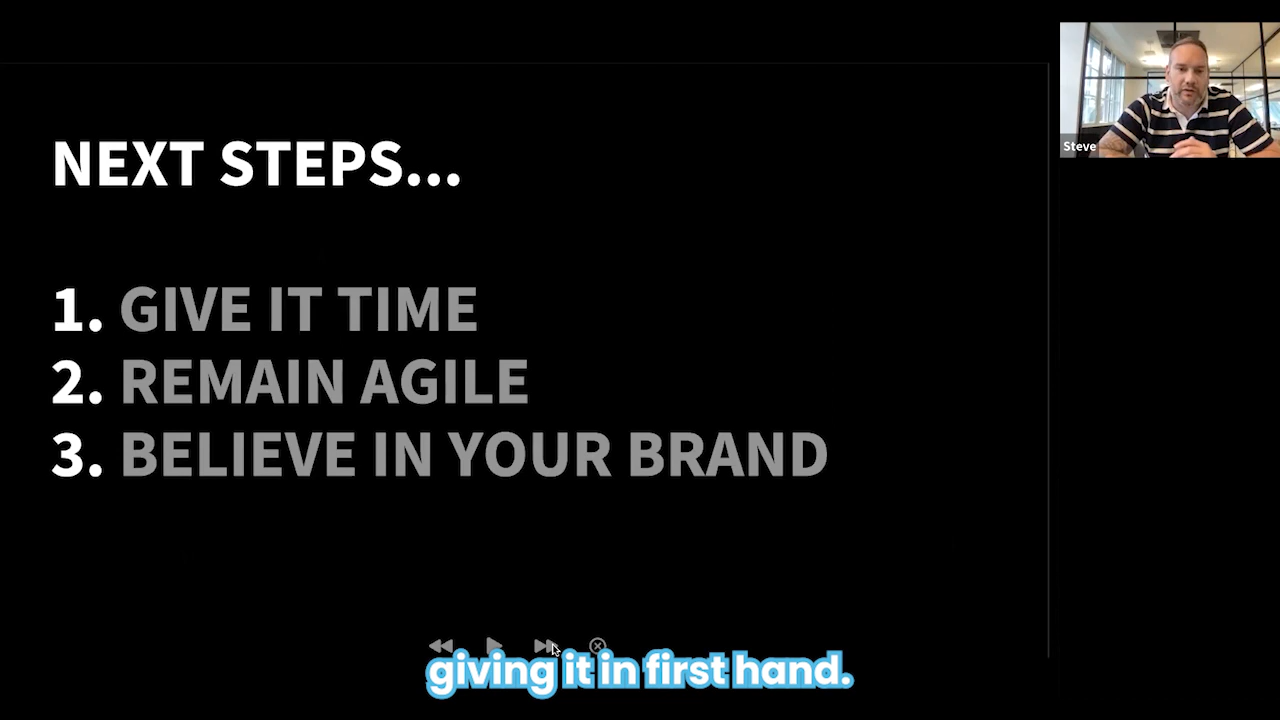 NEXT STEPS...
1. GIVE IT TIME
2. REMAIN AGILE
3. BELIEVE IN YOUR BRAND
Steve
giving it in first hand.